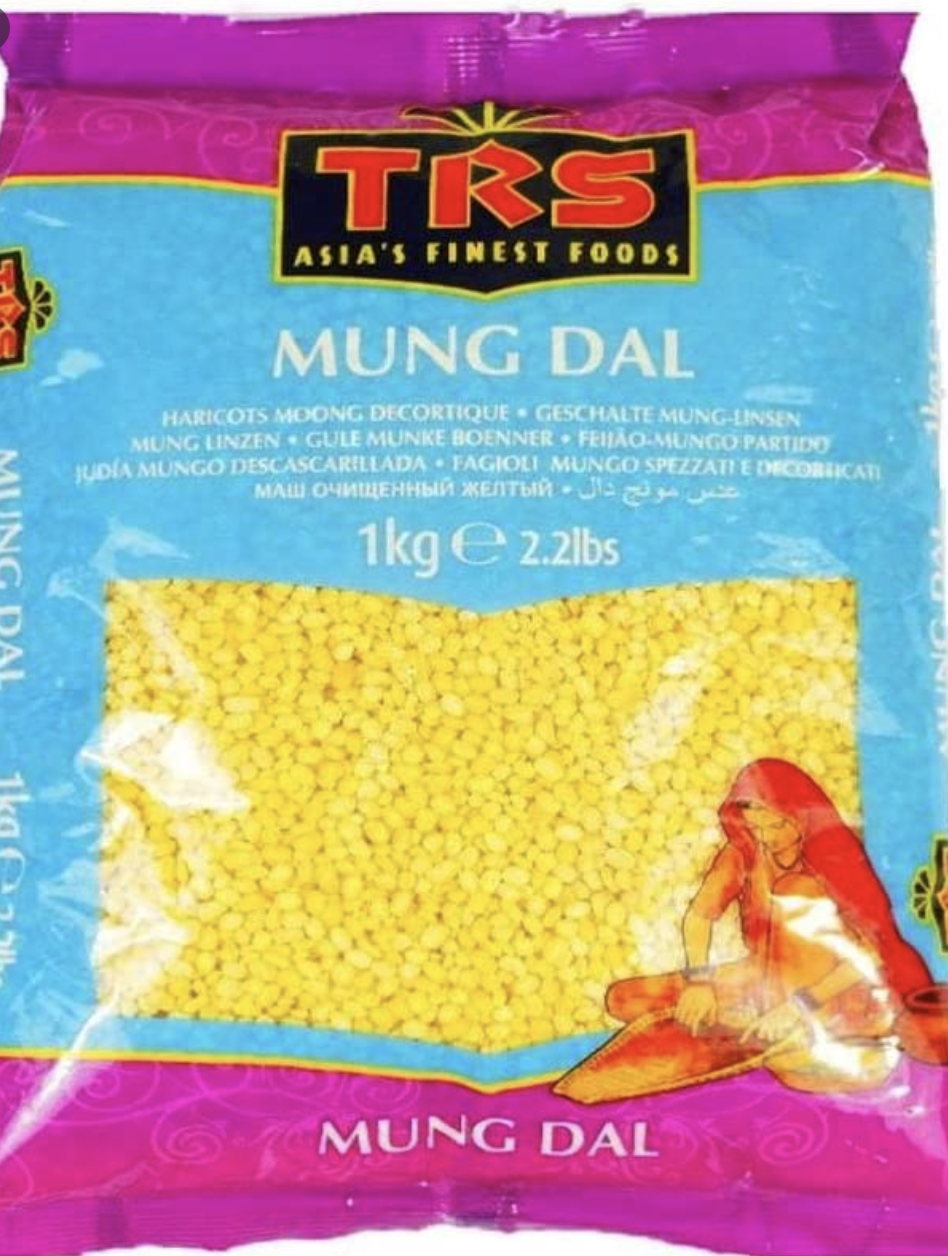 TRS
ASIA'S FINEST FOODS
MUNG DAL
HARICOTS MOONG DECORTIQUE • GESCHALTE MUNG-LINSEN
MUNG LINZEN • GULE MUNKE BOENNER • FEIJÃO-MUNGO PARTIDO
JUDÍA MUNGO DESCASCARILLADA • FAGIOLI MUNGO SPEZZATI E DECORTICATI
МАШ ОЧИЩЕННЫЙ ЖЕЛТЫЙ • عدس مونج دال
1kg ℮ 2.2lbs
MUNG DAL
TRS
MUNG DAL 1kg ℮